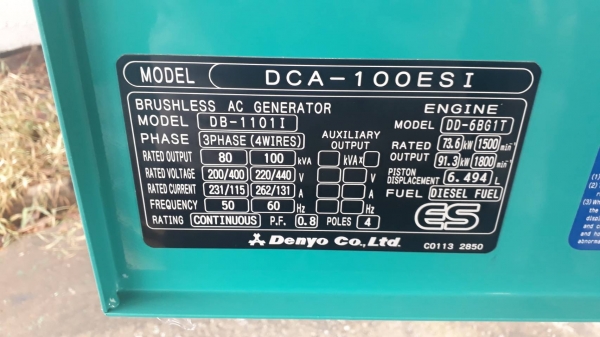 MODEL DCA-100ESI
BRUSHLESS AC GENERATOR
MODEL DB-1101I
PHASE 3PHASE (4WIRES)
AUXILIARY OUTPUT
RATED OUTPUT 80 100 kVA kVA×
RATED VOLTAGE 200/400 220/440 V V
RATED CURRENT 231/115 262/131 A A
FREQUENCY 50 60 Hz Hz
RATING CONTINUOUS P.F. 0.8 POLES 4
ENGINE
MODEL DD-6BG1T
RATED OUTPUT 73.6 kW 1500 min⁻¹
91.3 kW 1800 min⁻¹
PISTON DISPLACEMENT 6.494 L
FUEL DIESEL FUEL
ES
Denyo Co., Ltd.
C0113 2850